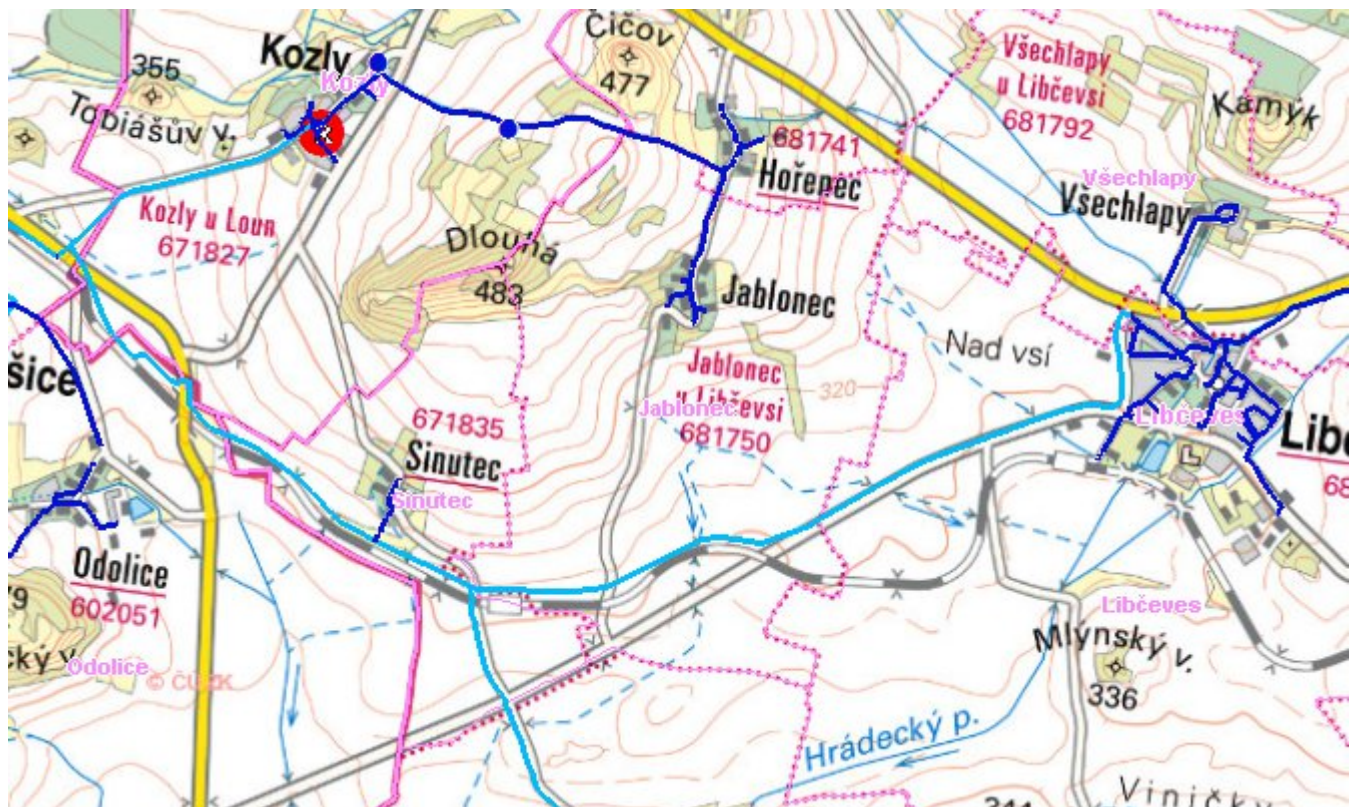 Čičov
477
Kozly
Kozly
355
Tobiášův v.
Všechlapy
u Libčevsi
681792
Kamýk
681741
Hořenec
Všechlapy
Všechlapy
Kozly u Loun
671827
Dlouhá
483
Jablonec
Nad vsí
Jablonec
u Libčevsi
681750
Jablonec
320
Libčeves
šice
671835
Sinutec
Sinutec
Odolice
602051
Odolice
© ČÚZK
Libčeves
Mlýnský v.
336
Hrádecký p.